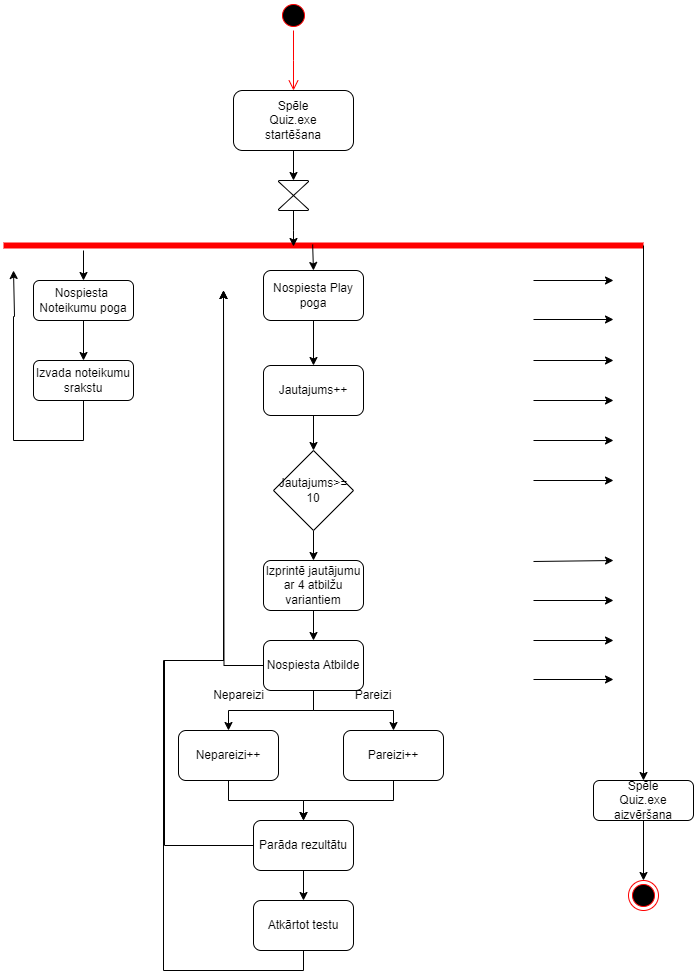 Spēle
Quiz.exe
startēšana
Nospiesta
Noteikumu poga
Nospiesta Play
poga
Izvada noteikumu
srakstu
Jautajums++
Jautajums>=
10
Izprintē jautājumu
ar 4 atbilžu
variantiem
Nospiesta Atbilde
Nepareizi
Pareizi
Nepareizi++
Pareizi++
Spēle
Quiz.exe
aizvēršana
Parāda rezultātu
Atkārtot testu